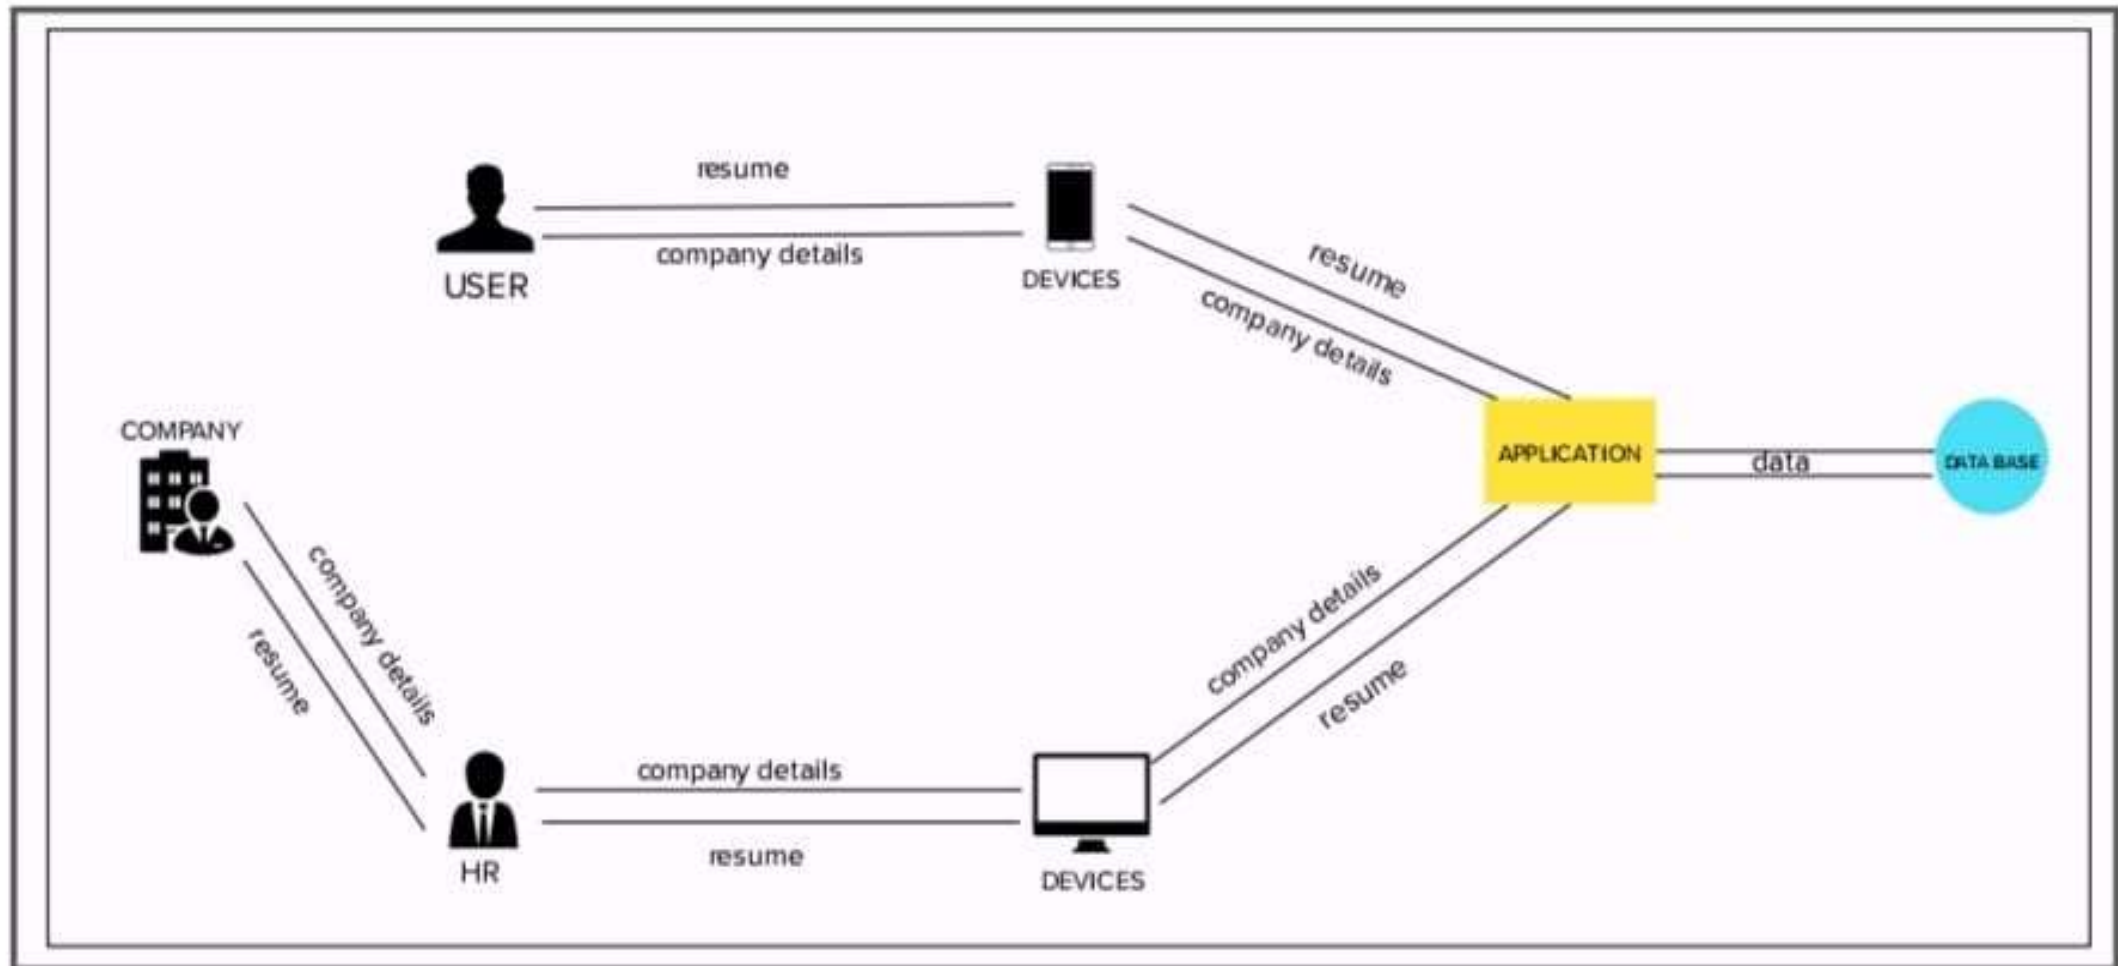 resume
company details
USER
DEVICES
resume
company details
COMPANY
APPLICATION
data
DATA BASE
company details
resume
company details
resume
company details
resume
HR
DEVICES